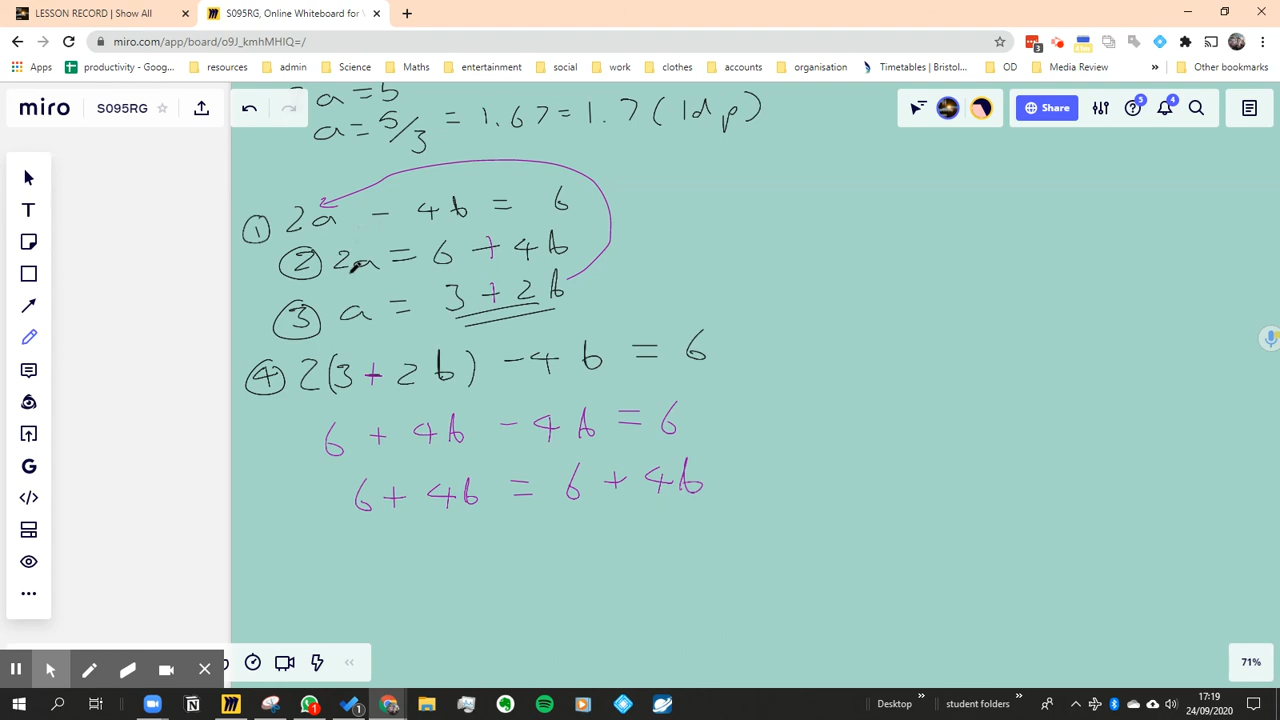 LESSON RECORD | Show All
S095RG, Online Whiteboard for
miro.com/app/board/o9J_kmhMHIQ=/
Apps productivity - Goog... resources admin Science Maths entertainment social work clothes accounts organisation Timetables | Bristol... OD Media Review » Other bookmarks
miro S095RG
Share
5
4
3
a = 5
a = 5/3 = 1.67 = 1.7 (1dp)
① 2a - 4b = 6
② 2a = 6 + 4b
③ a = 3 + 2b
④ 2(3 + 2b) - 4b = 6
6 + 4b - 4b = 6
6 + 4b = 6 + 4b
71%
Desktop » student folders »
17:19
24/09/2020